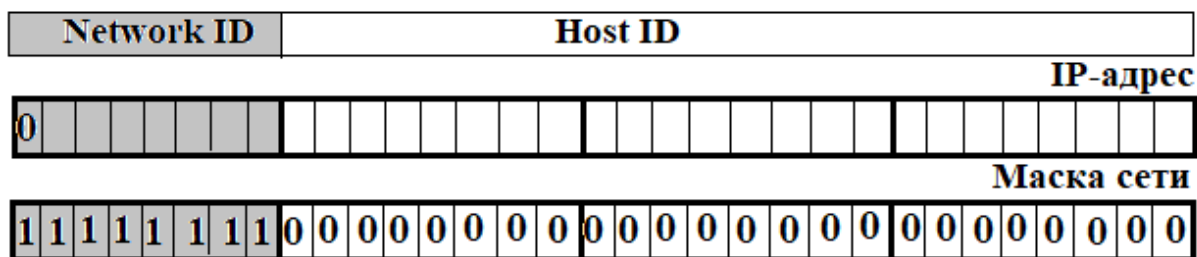 Network ID Host ID
IP-адрес
0
Маска сети
1 1 1 1 1 1 1 1 0 0 0 0 0 0 0 0 0 0 0 0 0 0 0 0 0 0 0 0 0 0 0 0